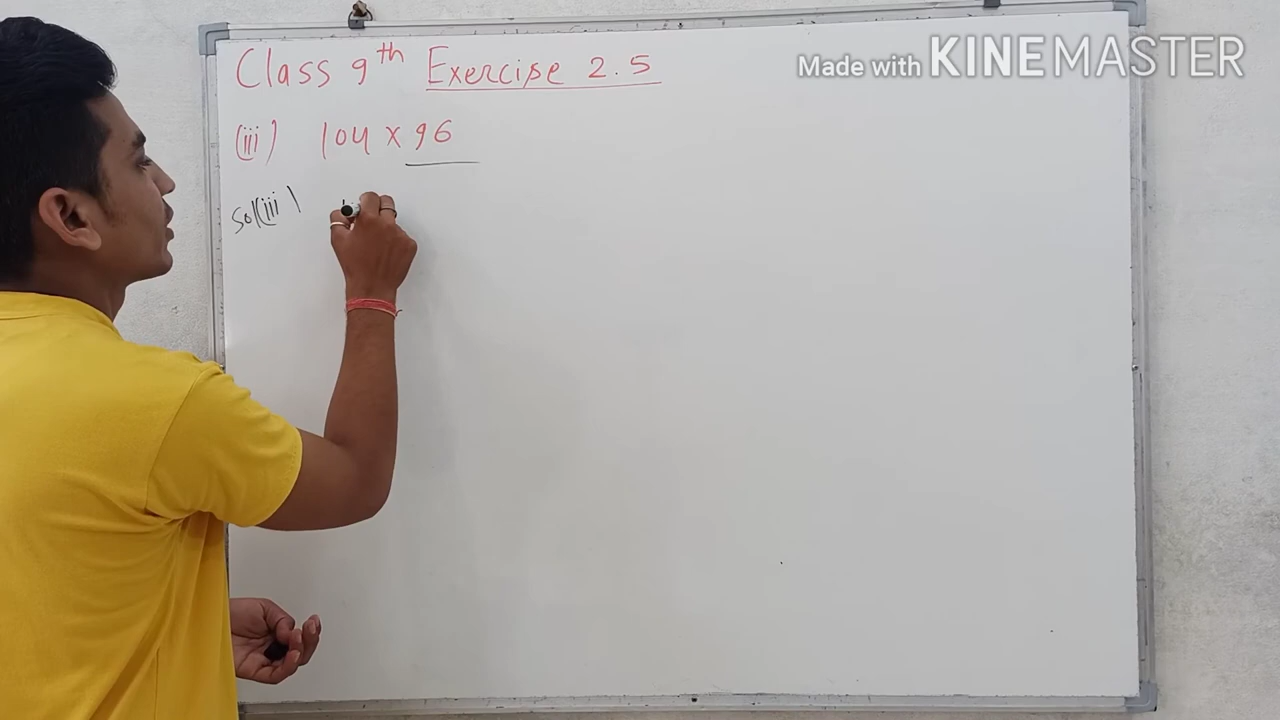 Class 9th Exercise 2.5
Made with KINEMASTER
(iii) 104 x 96
Sol(iii)